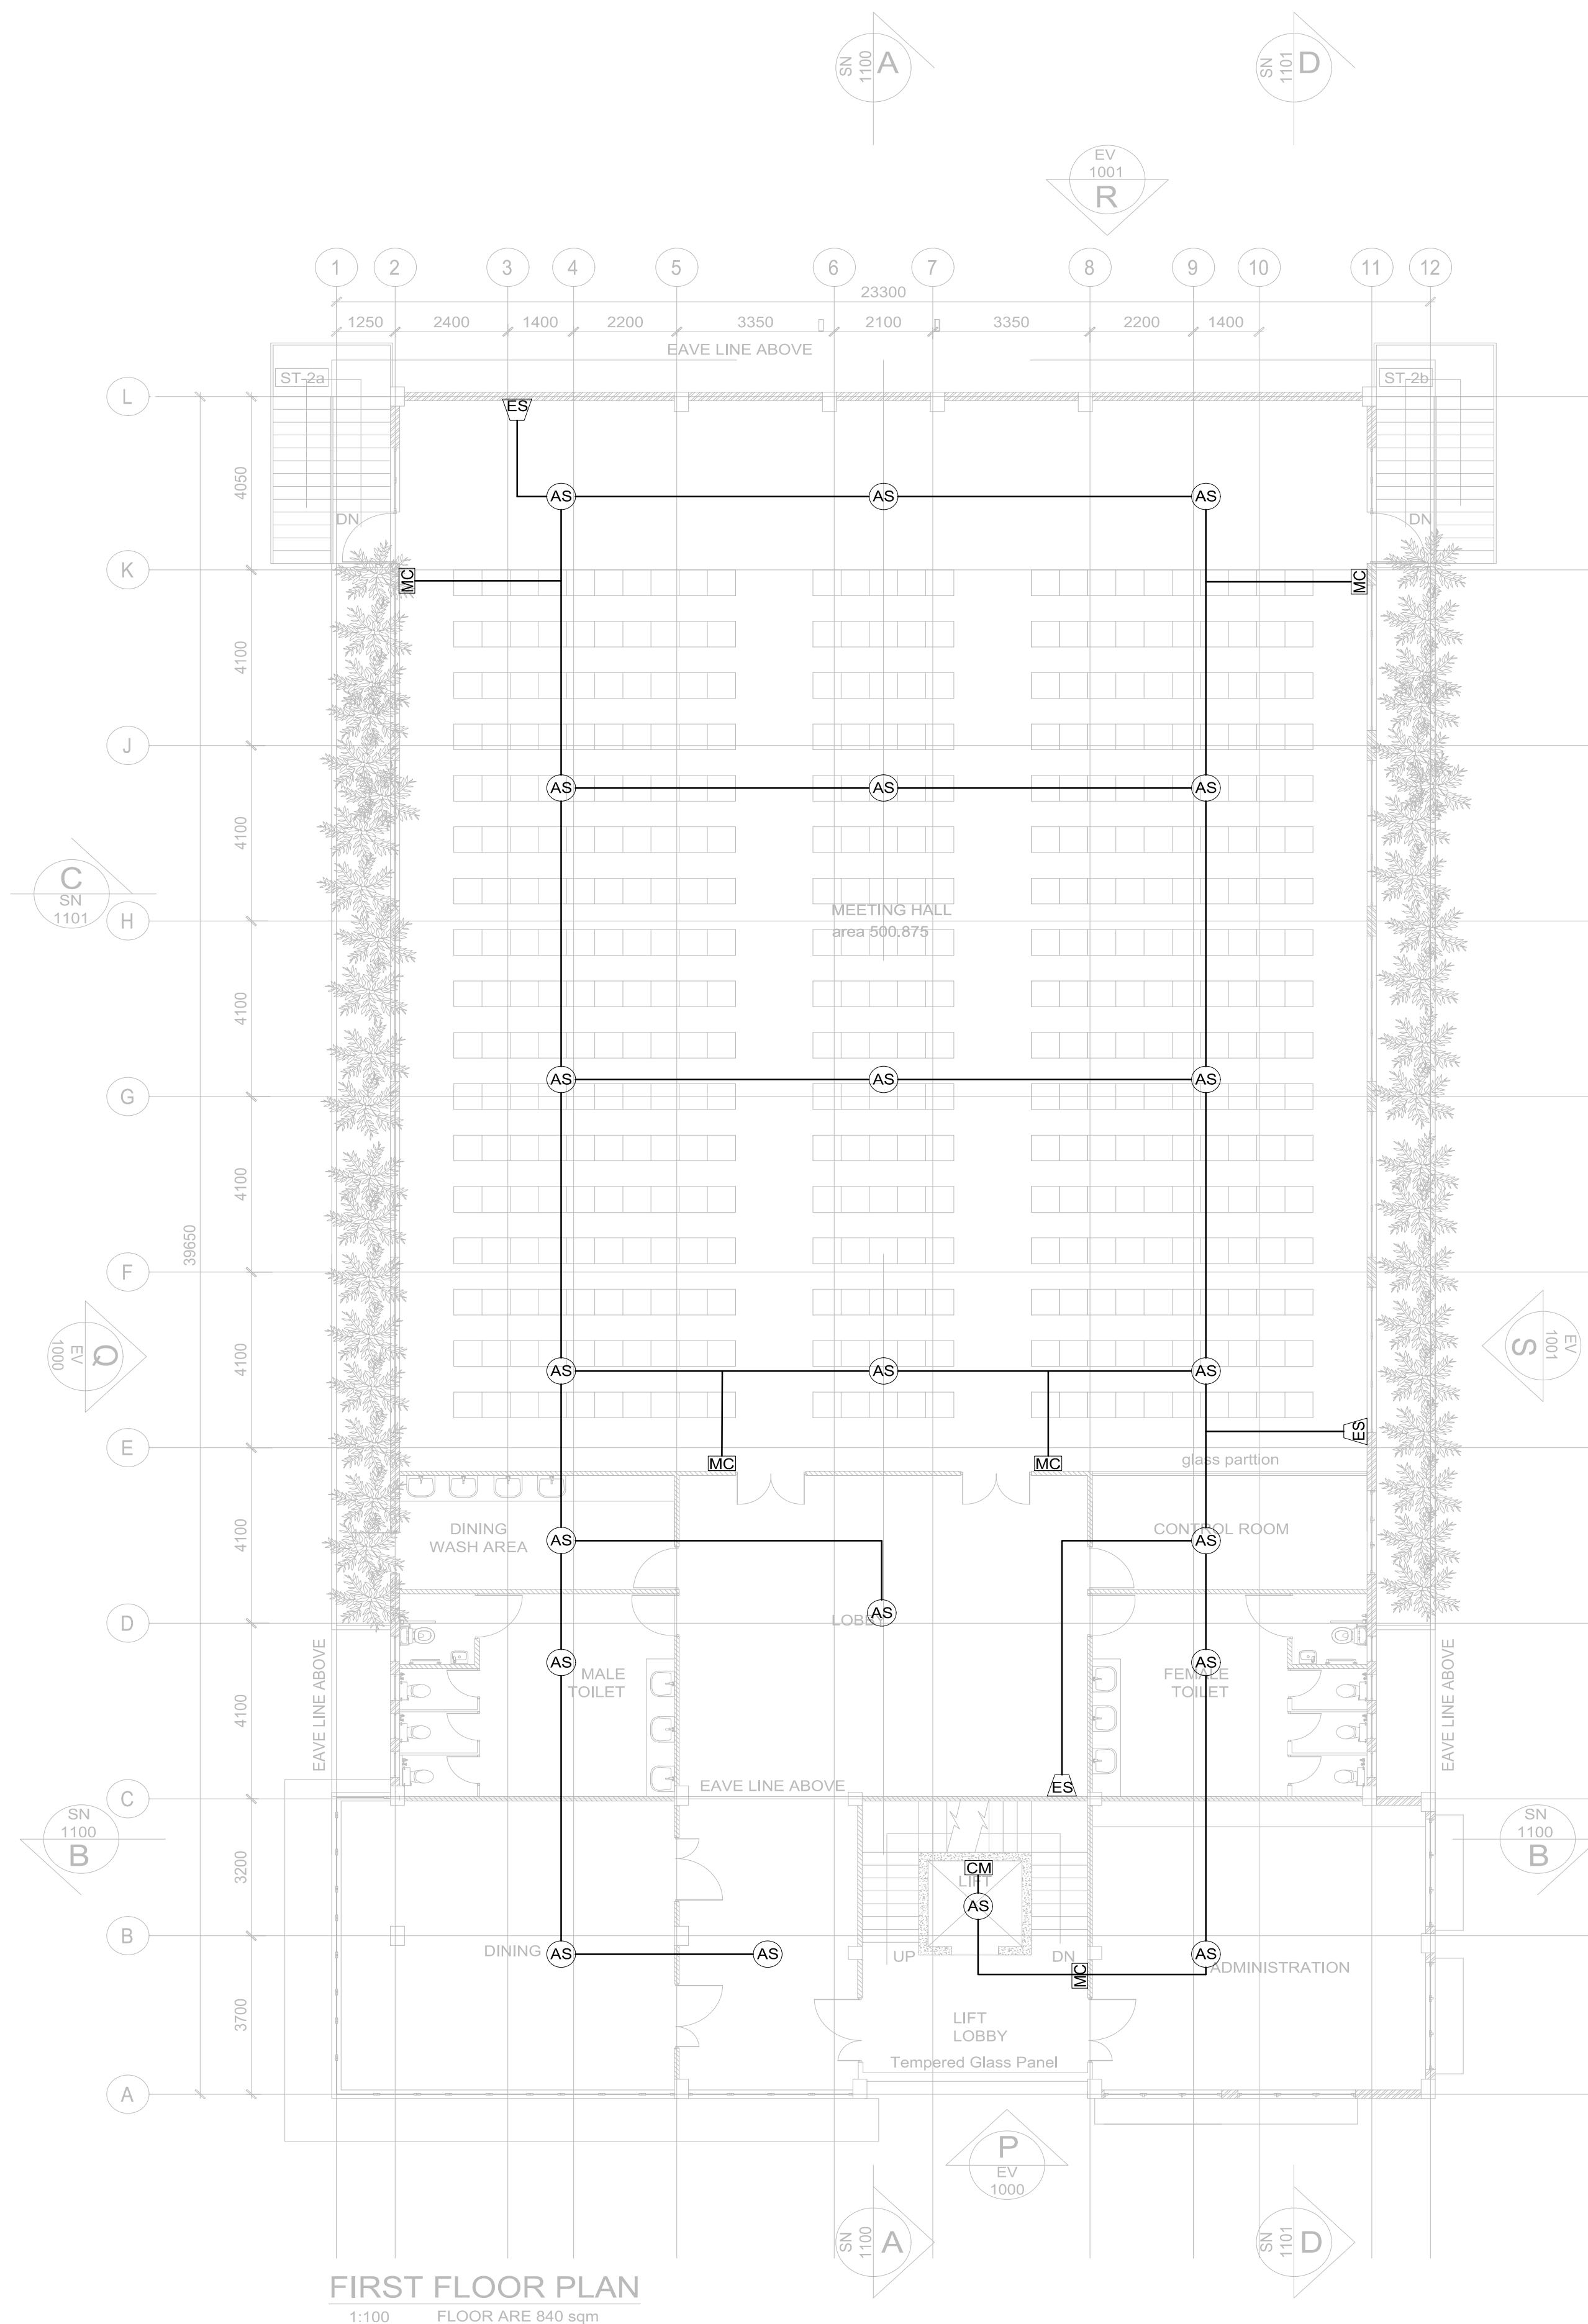 SN
1100
A
SN
1101
D
EV
1001
R
1 2 3 4 5 6 7 8 9 10 11 12
23300
1250 2400 1400 2200 3350 2100 3350 2200 1400
EAVE LINE ABOVE
ST-2a
ST-2b
L
ES
4050
AS AS AS
DN
DN
K
MC
MC
4100
J
AS AS AS
4100
C
SN
1101
MEETING HALL
area 500.875
H
4100
AS AS AS
G
4100
39650
F
Q
EV
1000
S
EV
1001
4100
AS AS AS
ES
E
MC
MC
glass parttion
4100
DINING
WASH AREA
CONTROL ROOM
AS
AS
LOBBY
AS
D
EAVE LINE ABOVE
AS
MALE
TOILET
AS
FEMALE
TOILET
EAVE LINE ABOVE
4100
EAVE LINE ABOVE
ES
C
SN
1100
B
SN
1100
B
3200
CM
LIFT
AS
B
DINING
AS
AS
UP
DN
AS
ADMINISTRATION
MC
3700
LIFT
LOBBY
Tempered Glass Panel
A
P
EV
1000
SN
1100
A
SN
1101
D
FIRST FLOOR PLAN
1:100 FLOOR ARE 840 sqm